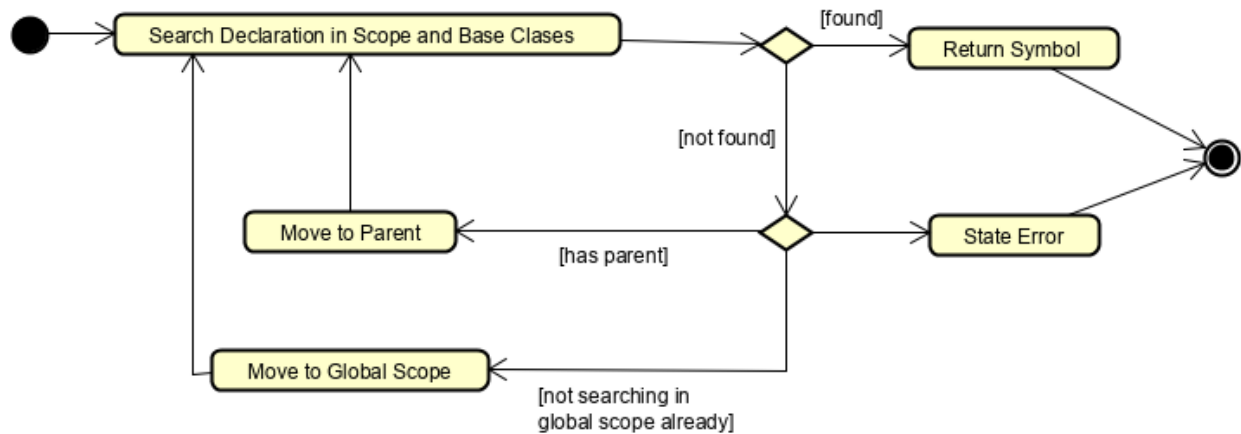 [found]
Search Declaration in Scope and Base Clases
Return Symbol
[not found]
Move to Parent
State Error
[has parent]
Move to Global Scope
[not searching in
global scope already]